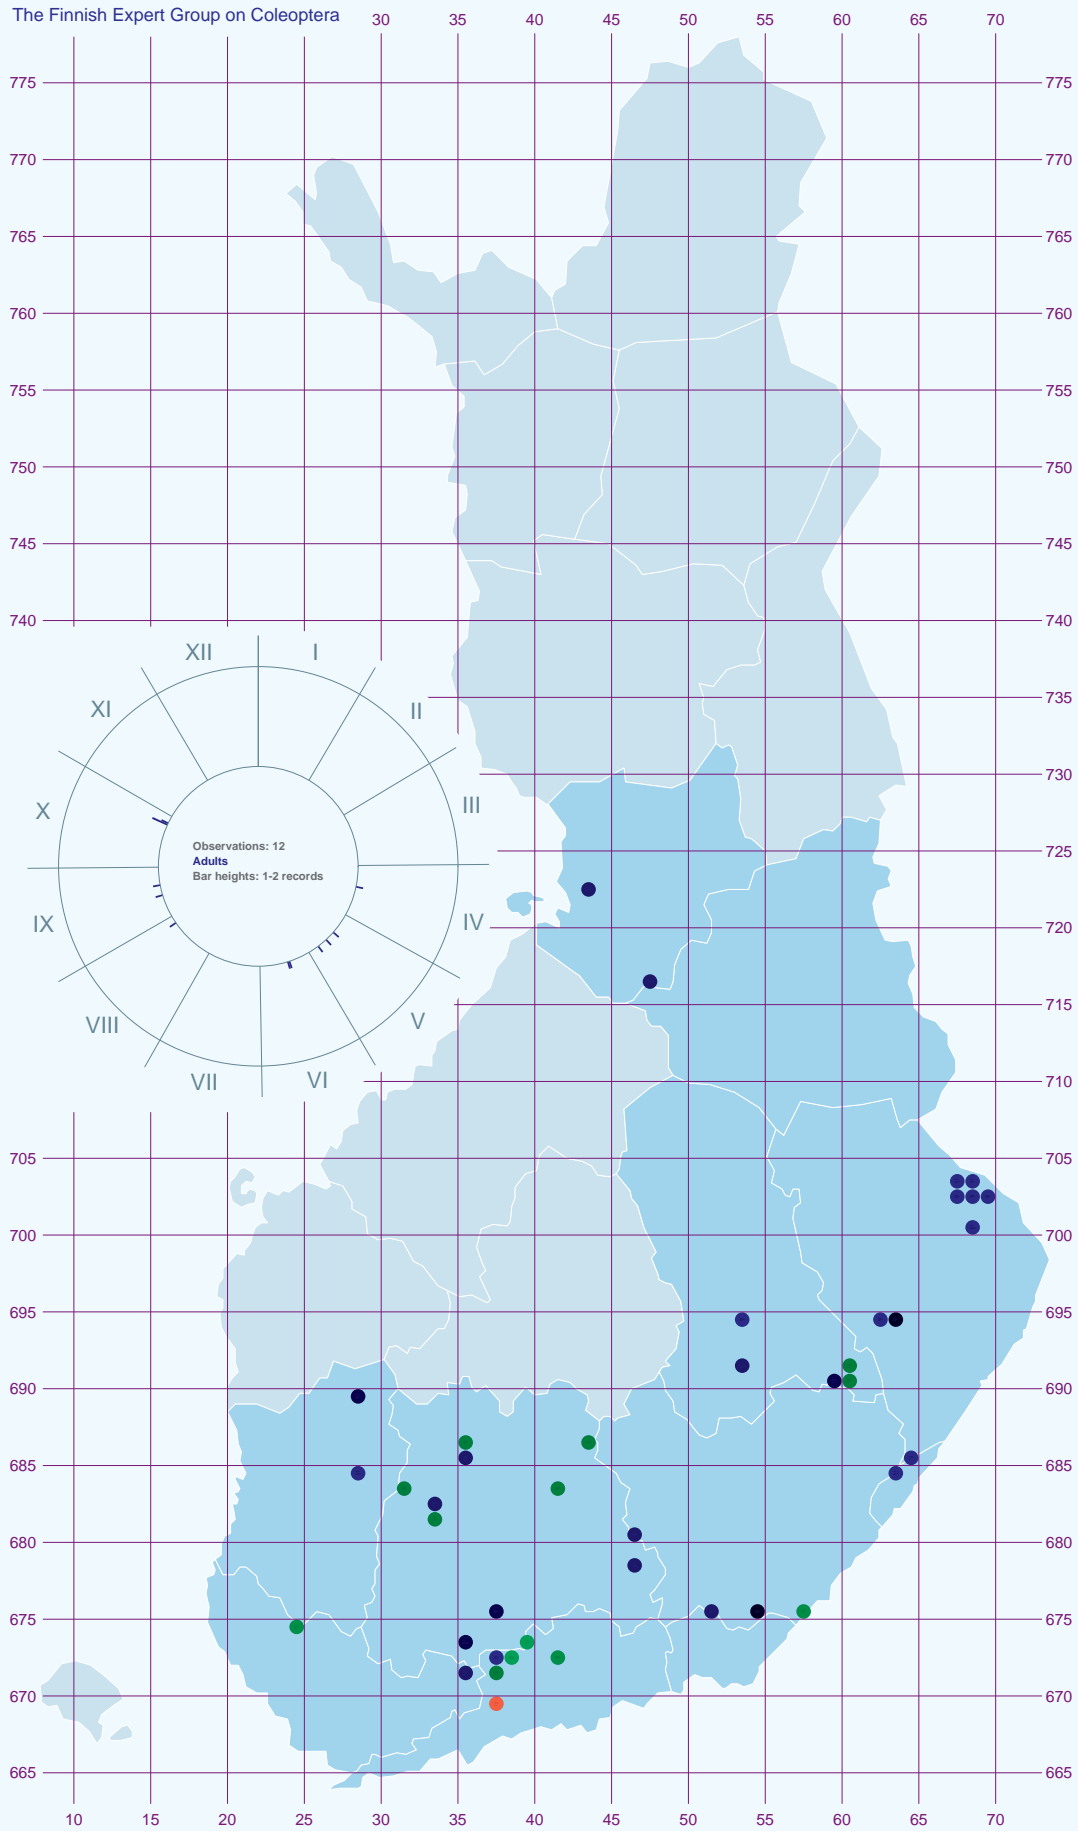 The Finnish Expert Group on Coleoptera
30 35 40 45 50 55 60 65 70
775 775
770 770
765 765
760 760
755 755
750 750
745 745
740 740
XII I
XI II
735
730
X III
Observations: 12
Adults
Bar heights: 1-2 records
725
IX IV
720
715
VIII V
VII VI
710
705 705
700 700
695 695
690 690
685 685
680 680
675 675
670 670
665 665
10 15 20 25 30 35 40 45 50 55 60 65 70